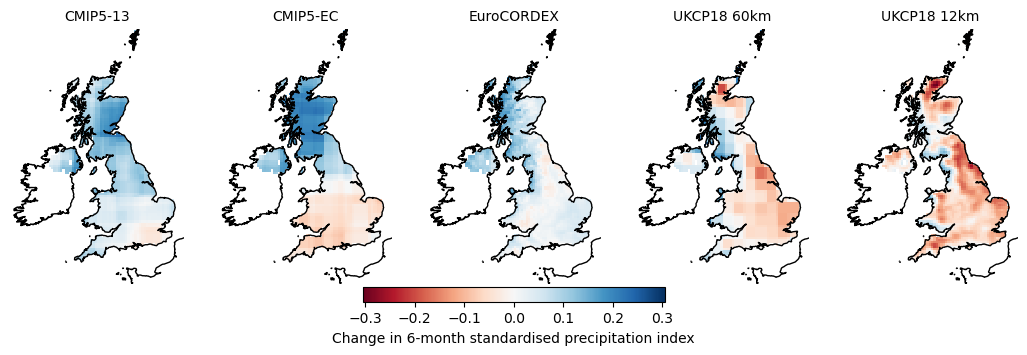 CMIP5-13
CMIP5-EC
EuroCORDEX
UKCP18 60km
UKCP18 12km
−0.3 −0.2 −0.1 0.0 0.1 0.2 0.3
Change in 6-month standardised precipitation index